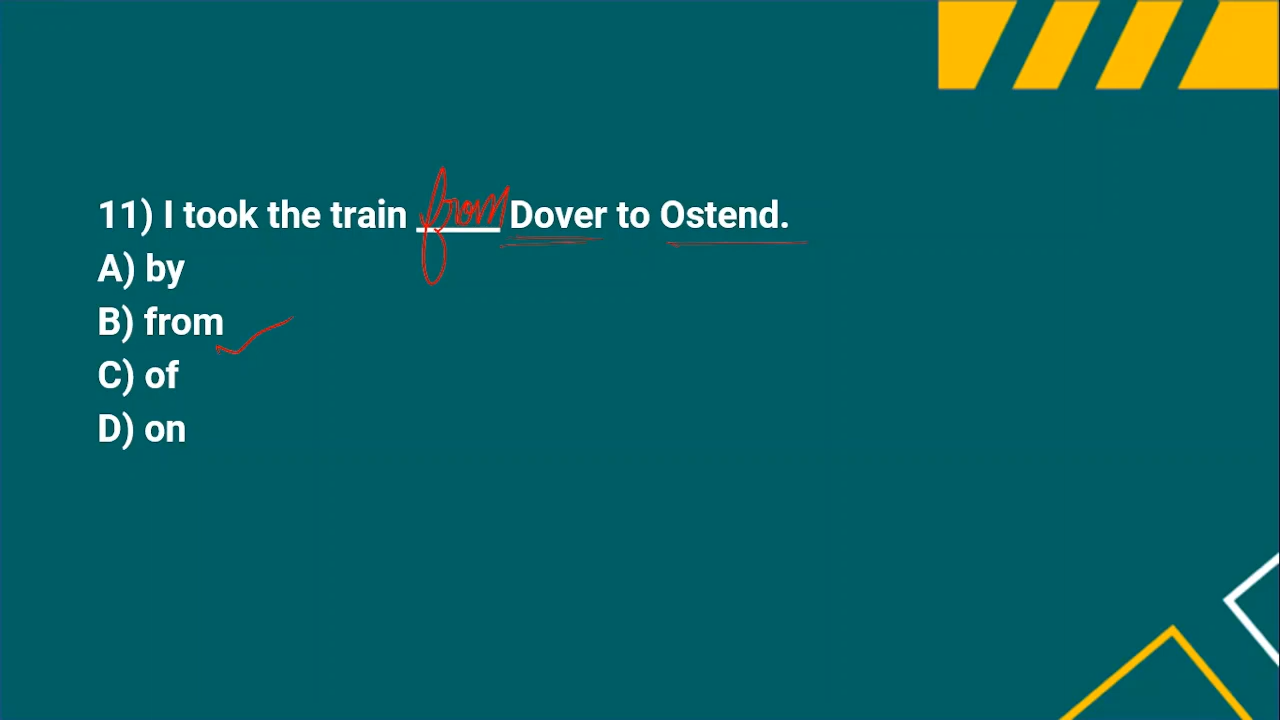 11) I took the train from Dover to Ostend.
A) by
B) from
C) of
D) on